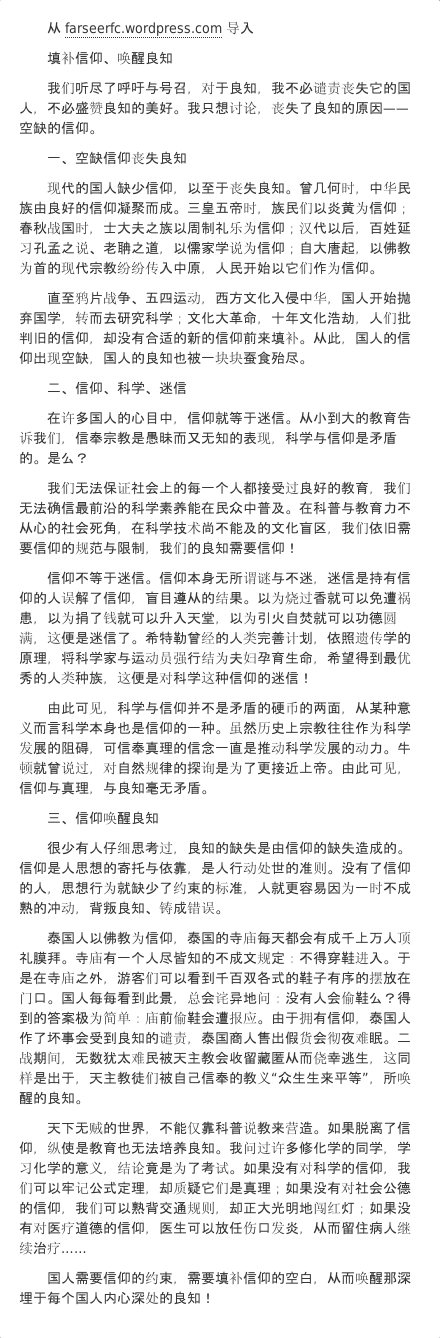 从 farseerfc.wordpress.com 导入
填补信仰、唤醒良知
我们听尽了呼吁与号召，对于良知，我不必谴责丧失它的国
人，不必盛赞良知的美好。我只想讨论，丧失了良知的原因——
空缺的信仰。
一、空缺信仰丧失良知
现代的国人缺少信仰，以至于丧失良知。曾几何时，中华民
族由良好的信仰凝聚而成。三皇五帝时，族民们以炎黄为信仰；
春秋战国时，士大夫之族以周制礼乐为信仰；汉代以后，百姓延
习孔孟之说、老聃之道，以儒家学说为信仰；自大唐起，以佛教
为首的现代宗教纷纷传入中原，人民开始以它们作为信仰。
直至鸦片战争、五四运动，西方文化入侵中华，国人开始抛
弃国学，转而去研究科学；文化大革命，十年文化浩劫，人们批
判旧的信仰，却没有合适的新的信仰前来填补。从此，国人的信
仰出现空缺，国人的良知也被一块块蚕食殆尽。
二、信仰、科学、迷信
在许多国人的心目中，信仰就等于迷信。从小到大的教育告
诉我们，信奉宗教是愚昧而又无知的表现，科学与信仰是矛盾
的。是么？
我们无法保证社会上的每一个人都接受过良好的教育，我们
无法确信最前沿的科学素养能在民众中普及。在科普与教育力不
从心的社会死角，在科学技术尚不能及的文化盲区，我们依旧需
要信仰的规范与限制，我们的良知需要信仰！
信仰不等于迷信。信仰本身无所谓谜与不迷，迷信是持有信
仰的人误解了信仰，盲目遵从的结果。以为烧过香就可以免遭祸
患，以为捐了钱就可以升入天堂，以为引火自焚就可以功德圆
满，这便是迷信了。希特勒曾经的人类完善计划，依照遗传学的
原理，将科学家与运动员强行结为夫妇孕育生命，希望得到最优
秀的人类种族，这便是对科学这种信仰的迷信！
由此可见，科学与信仰并不是矛盾的硬币的两面，从某种意
义而言科学本身也是信仰的一种。虽然历史上宗教往往作为科学
发展的阻碍，可信奉真理的信念一直是推动科学发展的动力。牛
顿就曾说过，对自然规律的探询是为了更接近上帝。由此可见，
信仰与真理，与良知毫无矛盾。
三、信仰唤醒良知
很少有人仔细思考过，良知的缺失是由信仰的缺失造成的。
信仰是人思想的寄托与依靠，是人行动处世的准则。没有了信仰
的人，思想行为就缺少了约束的标准，人就更容易因为一时不成
熟的冲动，背叛良知、铸成错误。
泰国人以佛教为信仰，泰国的寺庙每天都会有成千上万人顶
礼膜拜。寺庙有一个人尽皆知的不成文规定：不得穿鞋进入。于
是在寺庙之外，游客们可以看到千百双各式的鞋子有序的摆放在
门口。国人每每看到此景，总会诧异地问：没有人会偷鞋么？得
到的答案极为简单：庙前偷鞋会遭报应。由于拥有信仰，泰国人
作了坏事会受到良知的谴责，泰国商人售出假货会彻夜难眠。二
战期间，无数犹太难民被天主教会收留藏匿从而侥幸逃生，这同
样是出于，天主教徒们被自己信奉的教义“众生生来平等”，所唤
醒的良知。
天下无贼的世界，不能仅靠科普说教来营造。如果脱离了信
仰，纵使是教育也无法培养良知。我问过许多修化学的同学，学
习化学的意义，结论竟是为了考试。如果没有对科学的信仰，我
们可以牢记公式定理，却质疑它们是真理；如果没有对社会公德
的信仰，我们可以熟背交通规则，却正大光明地闯红灯；如果没
有对医疗道德的信仰，医生可以放任伤口发炎，从而留住病人继
续治疗……
国人需要信仰的约束，需要填补信仰的空白，从而唤醒那深
埋于每个国人内心深处的良知！